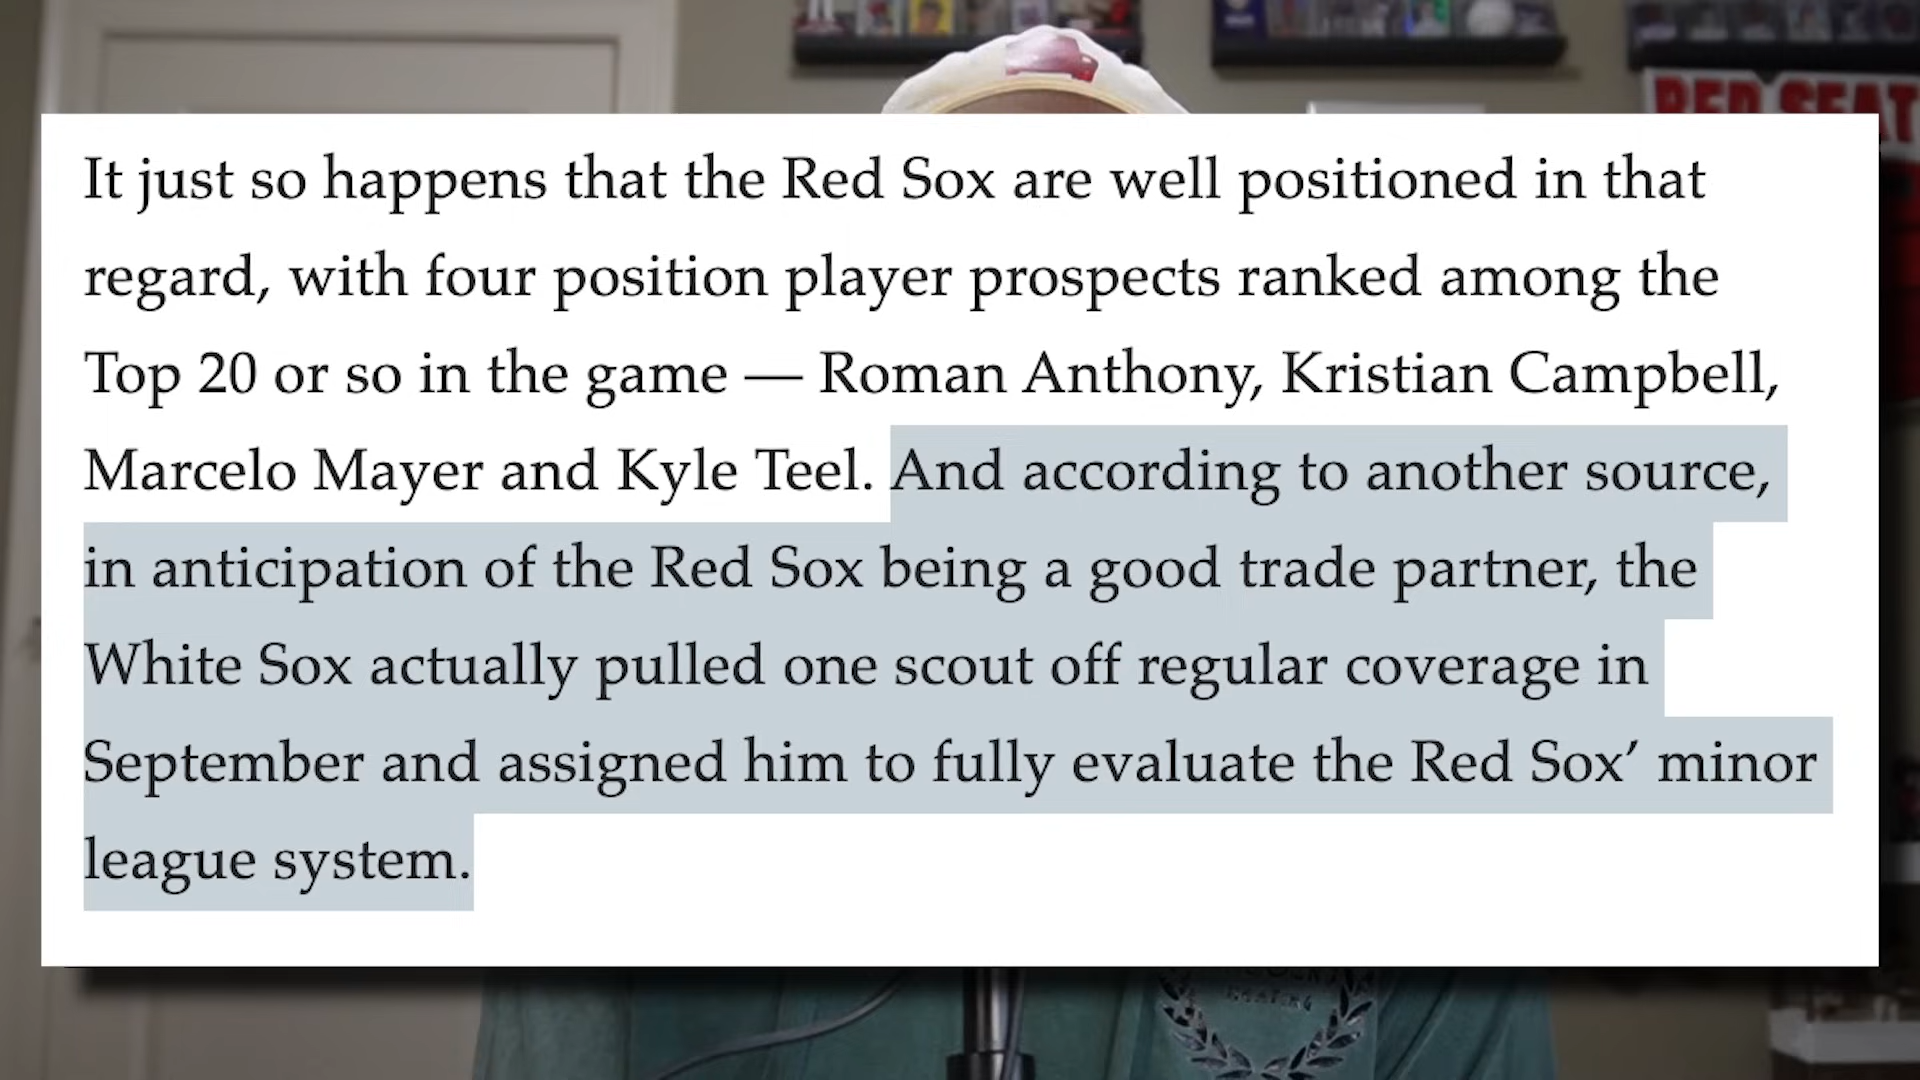 RED SEAT
It just so happens that the Red Sox are well positioned in that
regard, with four position player prospects ranked among the
Top 20 or so in the game — Roman Anthony, Kristian Campbell,
Marcelo Mayer and Kyle Teel. And according to another source,
in anticipation of the Red Sox being a good trade partner, the
White Sox actually pulled one scout off regular coverage in
September and assigned him to fully evaluate the Red Sox’ minor
league system.